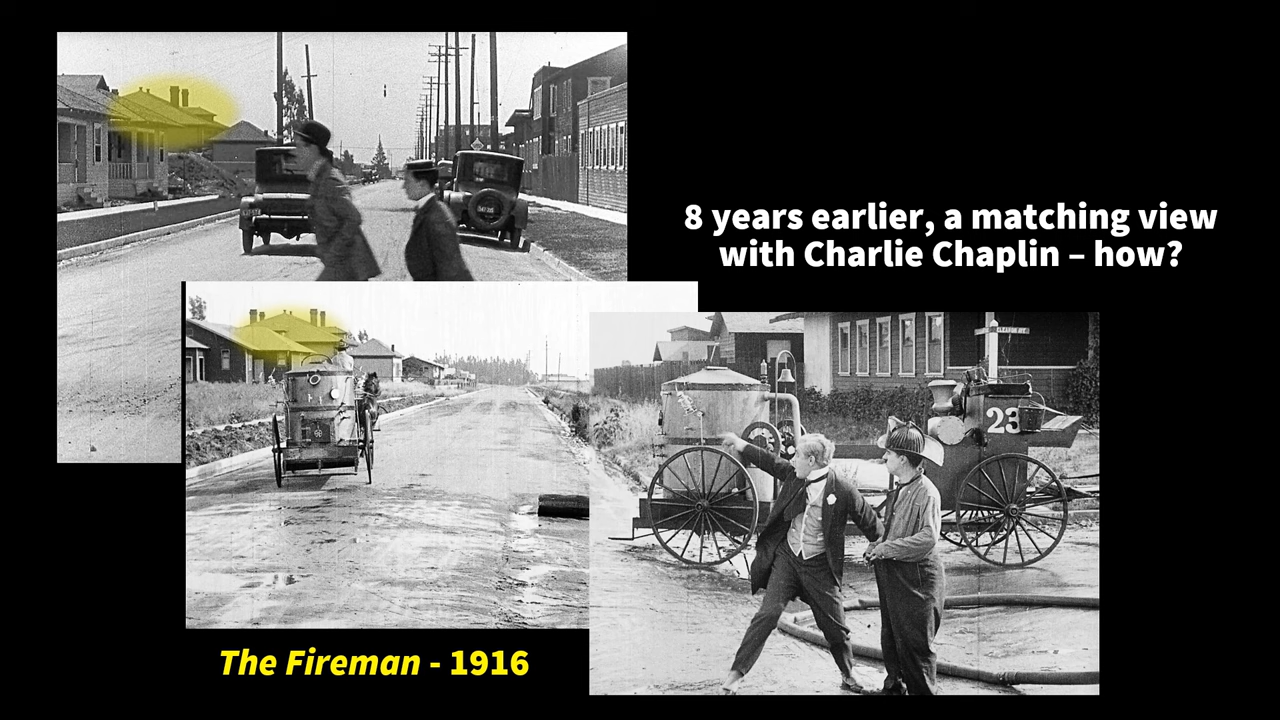 8 years earlier, a matching view
with Charlie Chaplin – how?
23
The Fireman - 1916